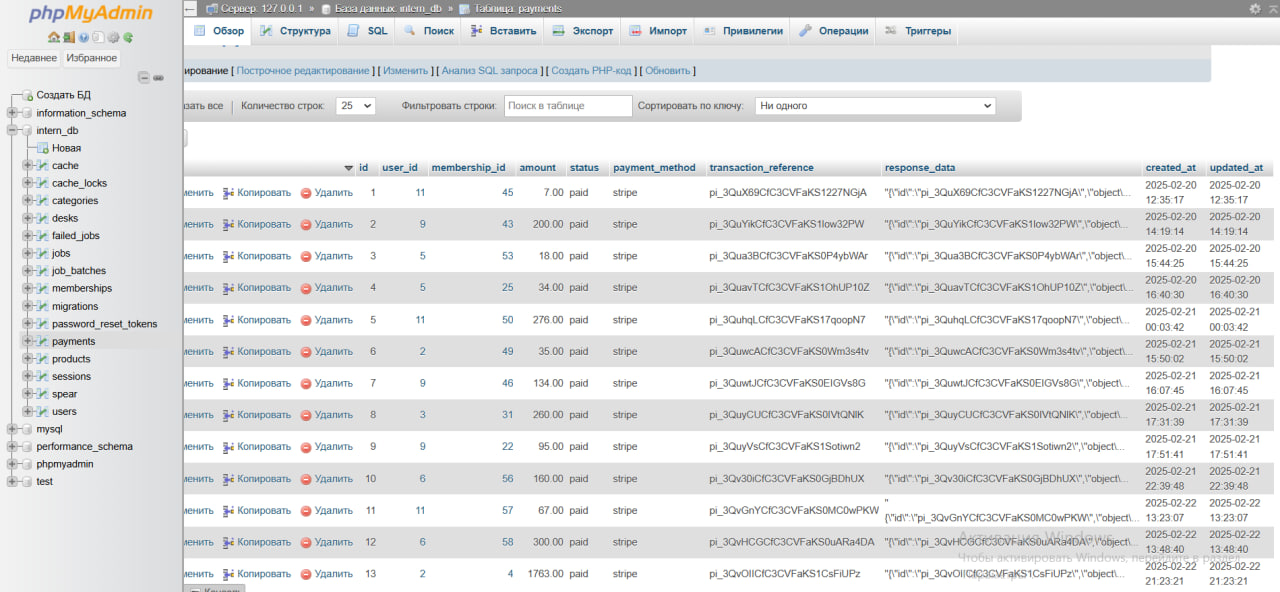 phpMyAdmin
Недавнее Избранное
Создать БД
information_schema
intern_db
Новая
cache
cache_locks
categories
desks
failed_jobs
jobs
job_batches
memberships
migrations
password_reset_tokens
payments
products
sessions
spear
users
mysql
performance_schema
phpmyadmin
test
Сервер: 127.0.0.1 » База данных: intern_db » Таблица: payments
Обзор Структура SQL Поиск Вставить Экспорт Импорт Привилегии Операции Триггеры
ирование [ Построчное редактирование ] [ Изменить ] [ Анализ SQL запроса ] [ Создать PHP-код ] [ Обновить ]
зать все Количество строк: 25 Фильтровать строки: Поиск в таблице Сортировать по ключу: Ни одного
id user_id membership_id amount status payment_method transaction_reference response_data created_at updated_at
менить Копировать Удалить 1 11 45 7.00 paid stripe pi_3QuX69CfC3CVFaKS1227NGjA "{\"id\":\"pi_3QuX69CfC3CVFaKS1227NGjA\",\"object\... 2025-02-20 12:35:17 2025-02-20 12:35:17
менить Копировать Удалить 2 9 43 200.00 paid stripe pi_3QuYikCfC3CVFaKS1low32PW "{\"id\":\"pi_3QuYikCfC3CVFaKS1low32PW\",\"object\... 2025-02-20 14:19:14 2025-02-20 14:19:14
менить Копировать Удалить 3 5 53 18.00 paid stripe pi_3Qua3BCfC3CVFaKS0P4ybWAr "{\"id\":\"pi_3Qua3BCfC3CVFaKS0P4ybWAr\",\"object\... 2025-02-20 15:44:25 2025-02-20 15:44:25
менить Копировать Удалить 4 5 25 34.00 paid stripe pi_3QuavTCfC3CVFaKS1OhUP10Z "{\"id\":\"pi_3QuavTCfC3CVFaKS1OhUP10Z\",\"object\... 2025-02-20 16:40:30 2025-02-20 16:40:30
менить Копировать Удалить 5 11 50 276.00 paid stripe pi_3QuhqLCfC3CVFaKS17qoopN7 "{\"id\":\"pi_3QuhqLCfC3CVFaKS17qoopN7\",\"object\... 2025-02-21 00:03:42 2025-02-21 00:03:42
менить Копировать Удалить 6 2 49 35.00 paid stripe pi_3QuwcACfC3CVFaKS0Wm3s4tv "{\"id\":\"pi_3QuwcACfC3CVFaKS0Wm3s4tv\",\"object\... 2025-02-21 15:50:02 2025-02-21 15:50:02
менить Копировать Удалить 7 9 46 134.00 paid stripe pi_3QuwtJCfC3CVFaKS0EIGVs8G "{\"id\":\"pi_3QuwtJCfC3CVFaKS0EIGVs8G\",\"object\... 2025-02-21 16:07:45 2025-02-21 16:07:45
менить Копировать Удалить 8 3 31 260.00 paid stripe pi_3QuyCUCfC3CVFaKS0IVtQNIK "{\"id\":\"pi_3QuyCUCfC3CVFaKS0IVtQNIK\",\"object\... 2025-02-21 17:31:39 2025-02-21 17:31:39
менить Копировать Удалить 9 9 22 95.00 paid stripe pi_3QuyVsCfC3CVFaKS1Sotiwn2 "{\"id\":\"pi_3QuyVsCfC3CVFaKS1Sotiwn2\",\"object\... 2025-02-21 17:51:41 2025-02-21 17:51:41
менить Копировать Удалить 10 6 56 160.00 paid stripe pi_3Qv30iCfC3CVFaKS0GjBDhUX "{\"id\":\"pi_3Qv30iCfC3CVFaKS0GjBDhUX\",\"object\... 2025-02-21 22:39:48 2025-02-21 22:39:48
менить Копировать Удалить 11 11 57 67.00 paid stripe pi_3QvGnYCfC3CVFaKS0MC0wPKW "{\"id\":\"pi_3QvGnYCfC3CVFaKS0MC0wPKW\",\"object\... 2025-02-22 13:23:07 2025-02-22 13:23:07
менить Копировать Удалить 12 6 58 300.00 paid stripe pi_3QvHCGCfC3CVFaKS0uARa4DA "{\"id\":\"pi_3QvHCGCfC3CVFaKS0uARa4DA\",\"object\... 2025-02-22 13:48:40 2025-02-22 13:48:40
менить Копировать Удалить 13 2 4 1763.00 paid stripe pi_3QvOlICfC3CVFaKS1CsFiUPz "{\"id\":\"pi_3QvOlICfC3CVFaKS1CsFiUPz\",\"object\... 2025-02-22 21:23:21 2025-02-22 21:23:21
Активация Windows
Чтобы активировать Windows, перейдите в раздел
Консоль